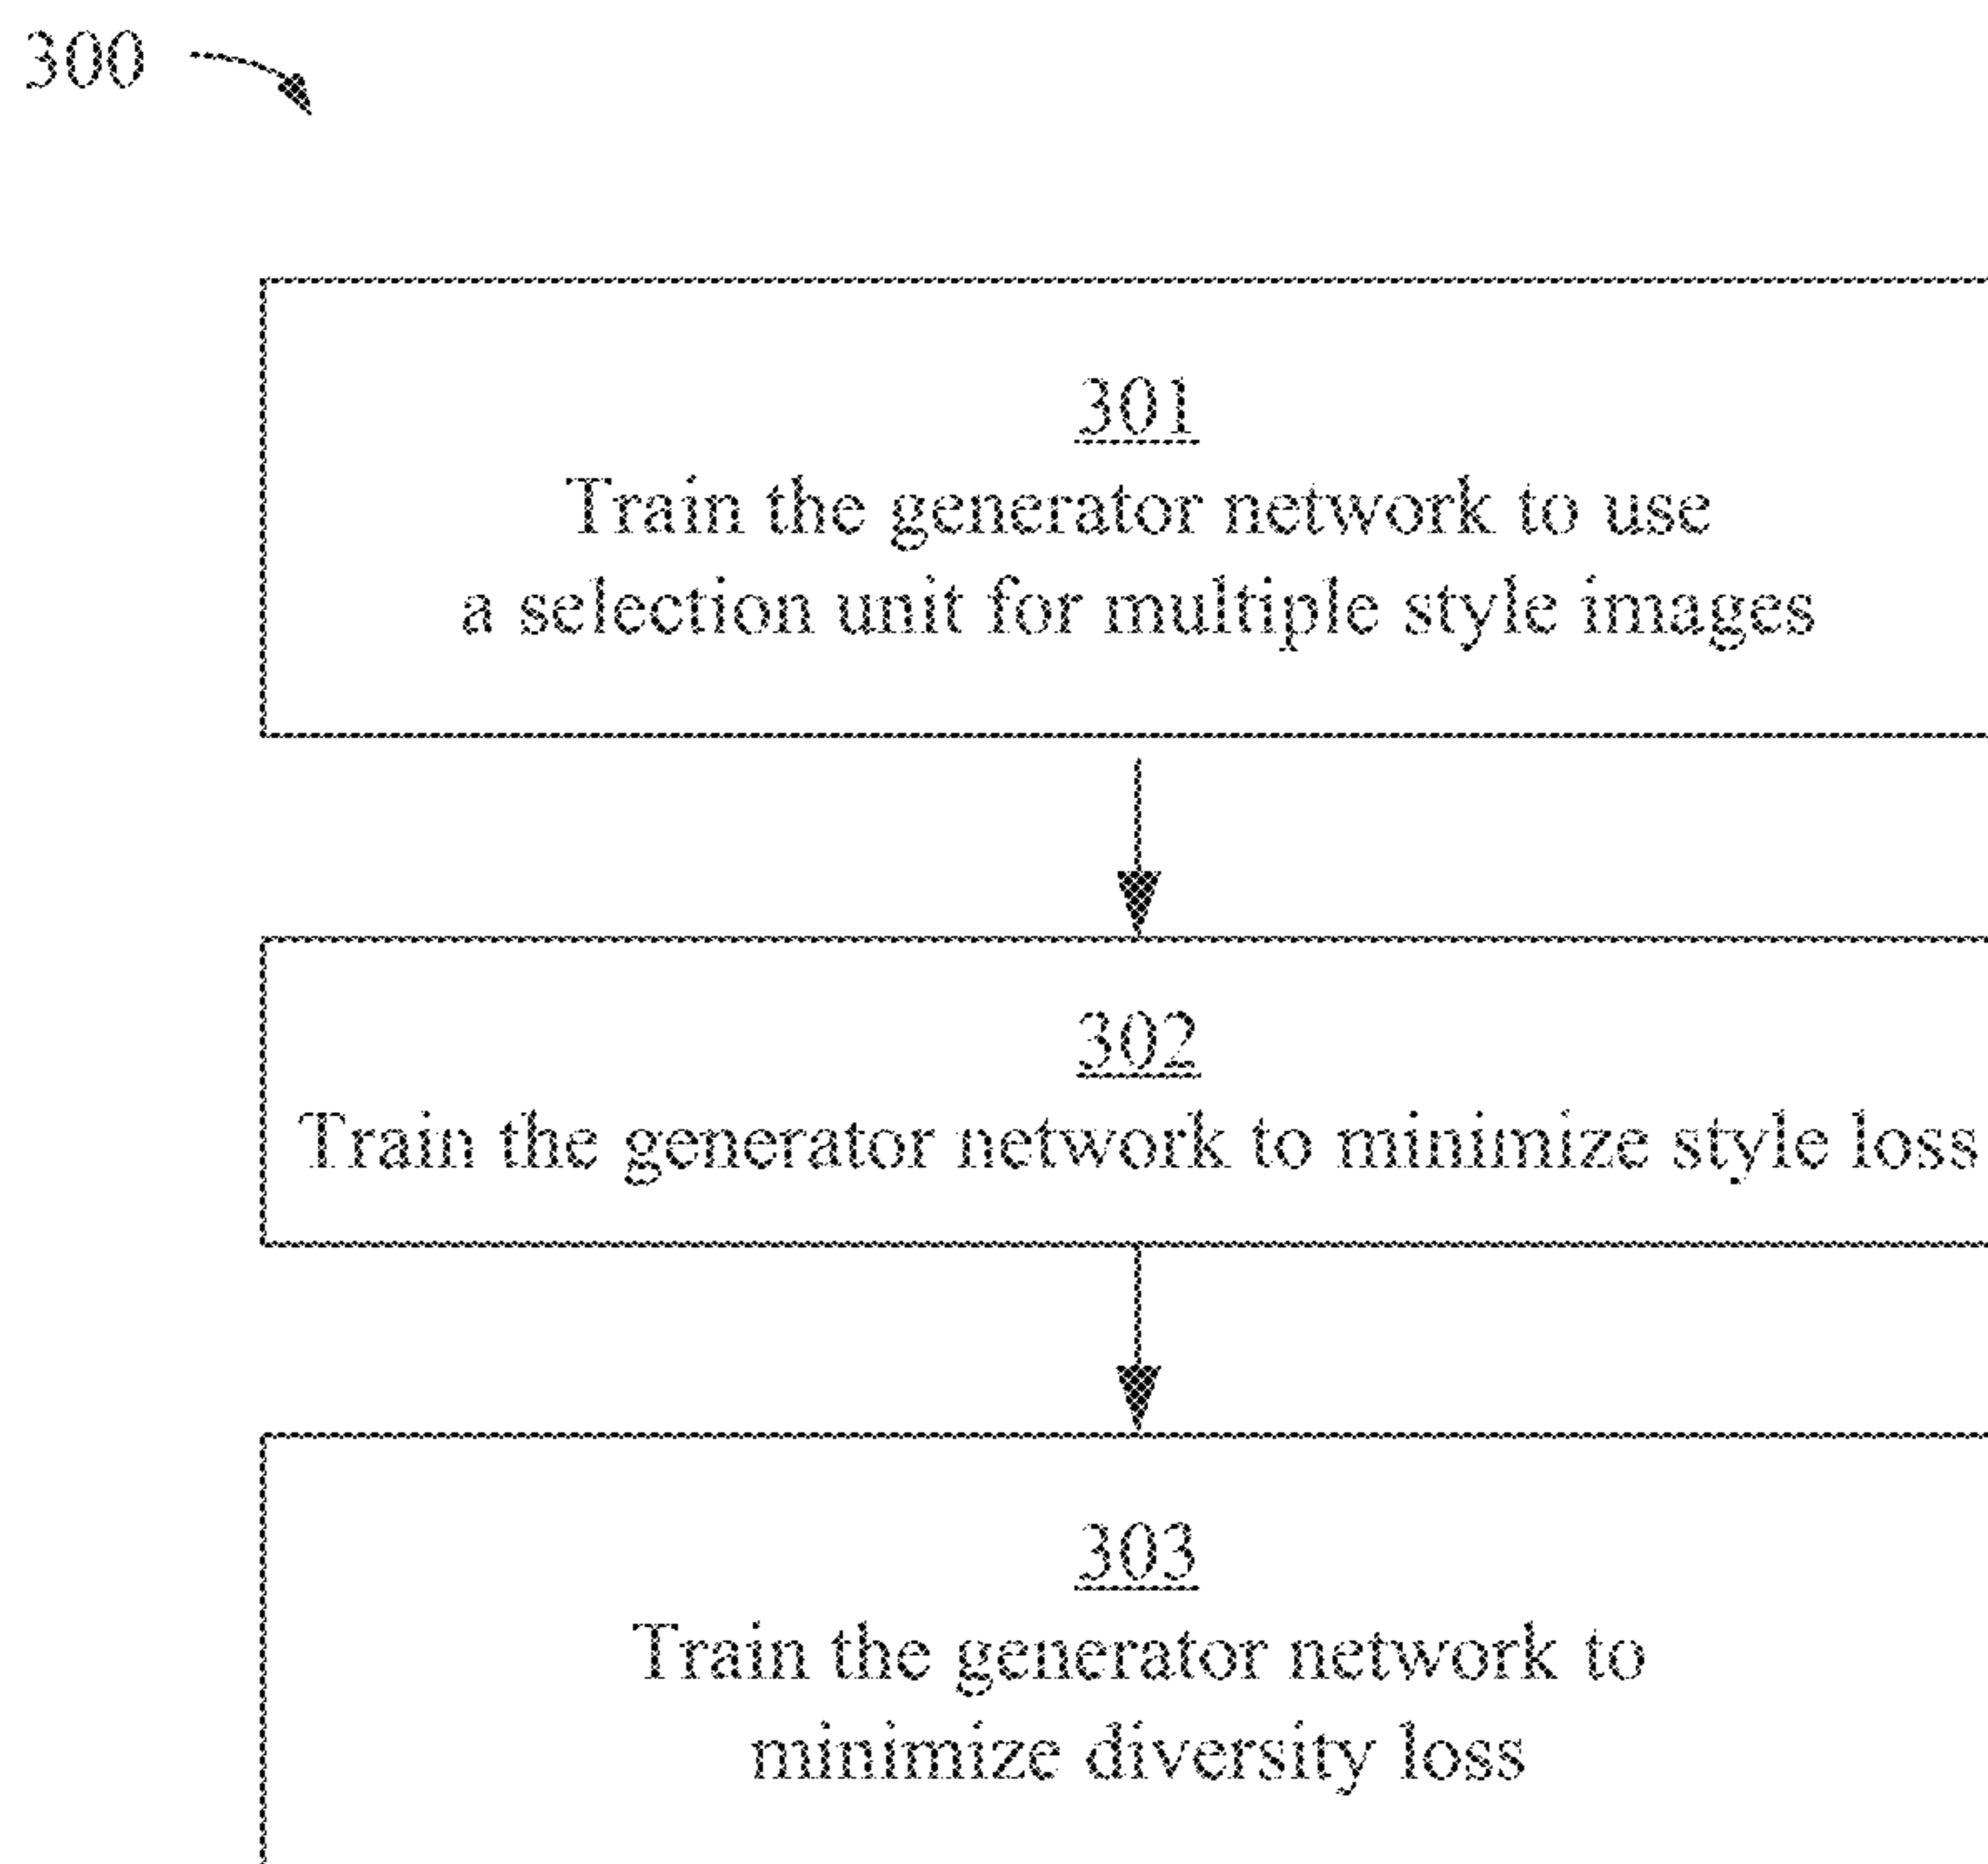 300
301
Train the generator network to use
a selection unit for multiple style images
302
Train the generator network to minimize style loss
303
Train the generator network to
minimize diversity loss